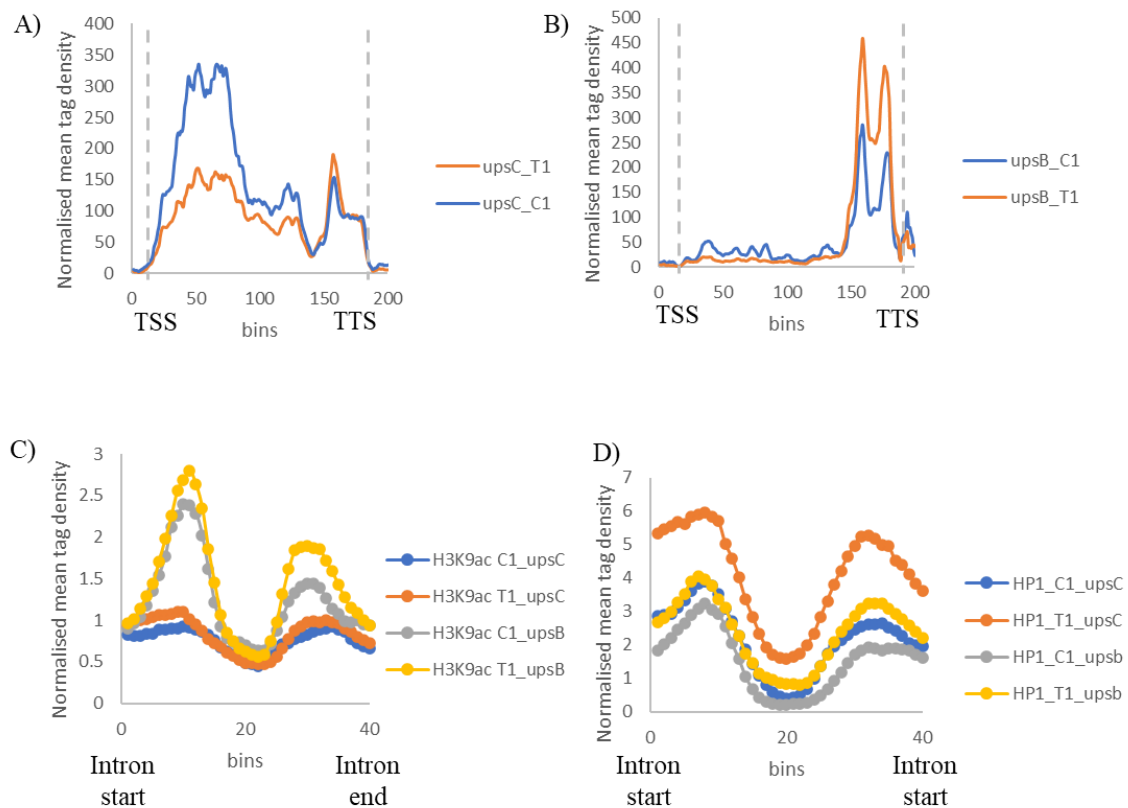 A)
Normalised mean tag density
400
350
300
250
200
150
100
50
0
0 50 100 150 200
TSS TTS
bins
upsC_T1
upsC_C1
B)
Normalised mean tag density
500
450
400
350
300
250
200
150
100
50
0
0 50 100 150 200
TSS TTS
bins
upsB_C1
upsB_T1
C)
Normalised mean tag density
3
2.5
2
1.5
1
0.5
0
0 20 40
bins
Intron start
Intron end
H3K9ac C1_upsC
H3K9ac T1_upsC
H3K9ac C1_upsB
H3K9ac T1_upsB
D)
Normalised mean tag density
7
6
5
4
3
2
1
0
0 20 40
bins
Intron start
Intron start
HP1_C1_upsC
HP1_T1_upsC
HP1_C1_upsb
HP1_T1_upsb